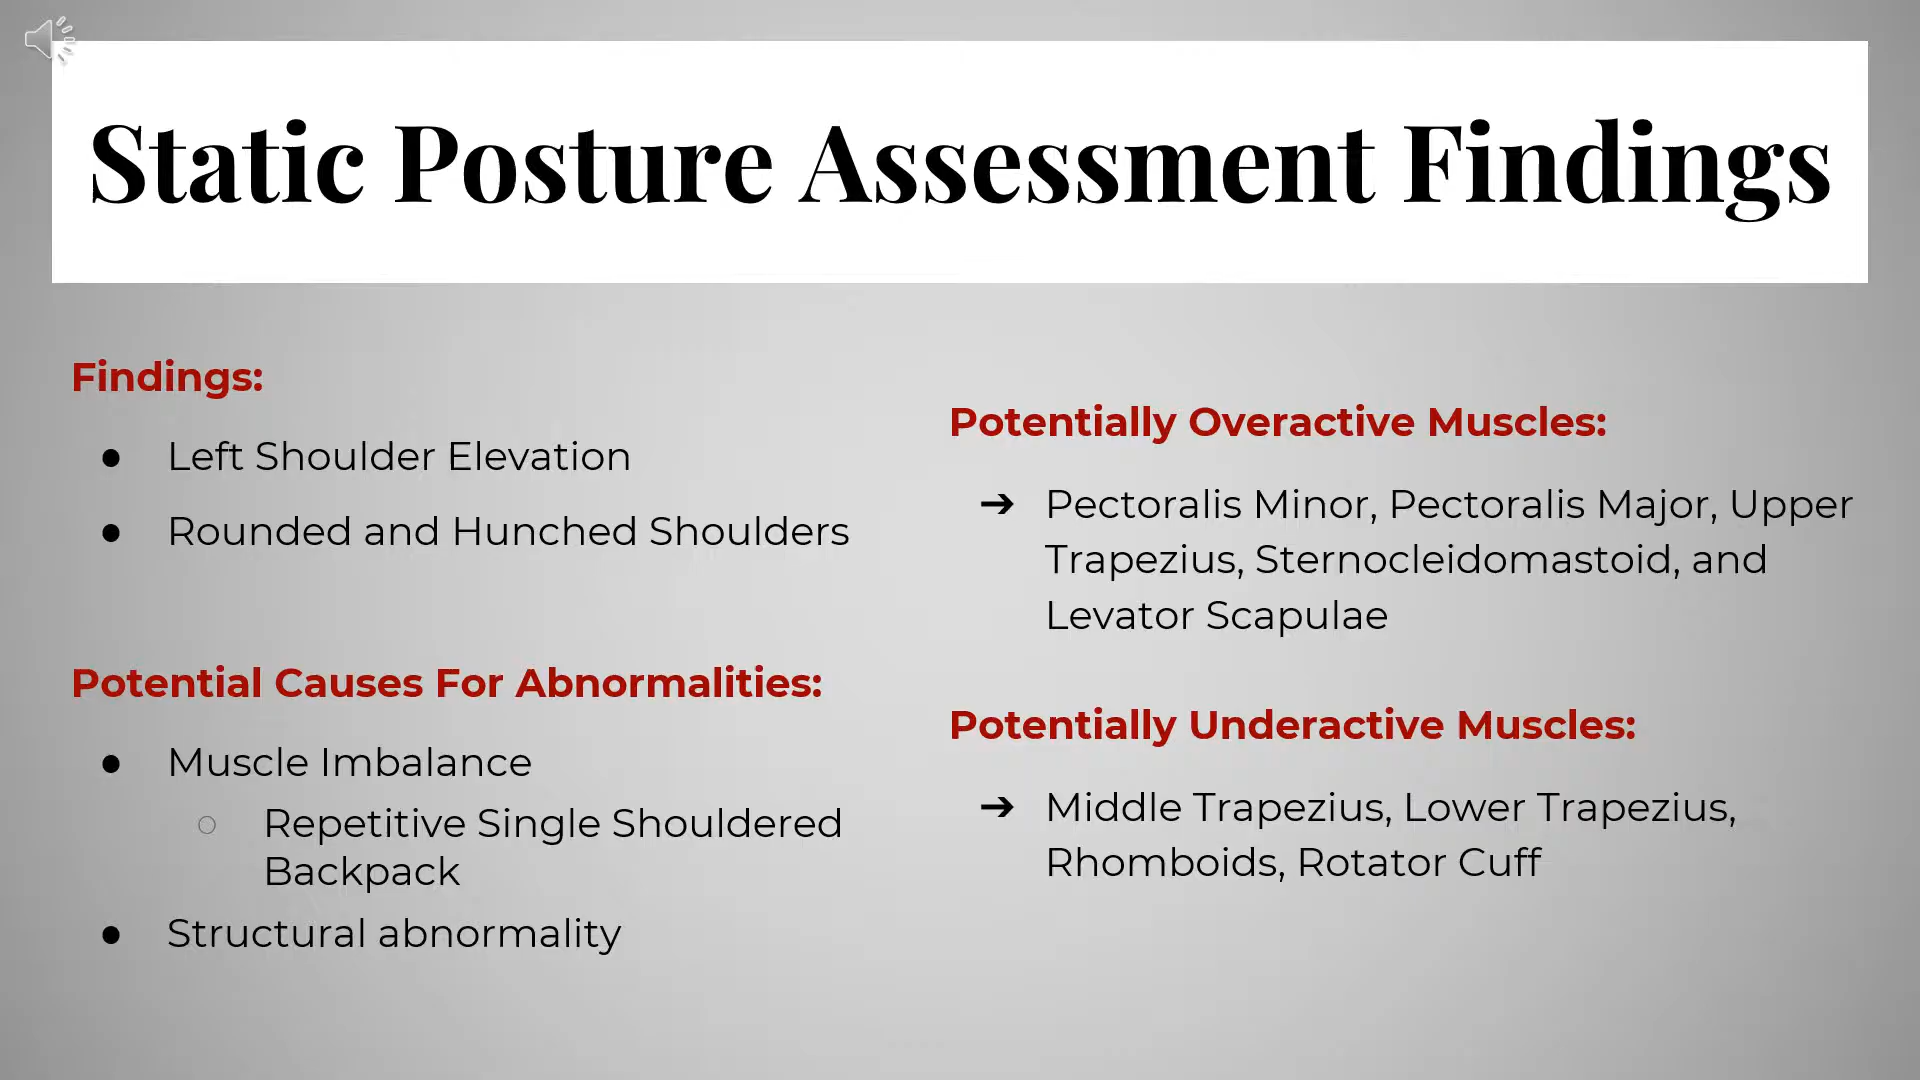 Static Posture Assessment Findings
Findings:
● Left Shoulder Elevation
● Rounded and Hunched Shoulders
Potential Causes For Abnormalities:
● Muscle Imbalance
○ Repetitive Single Shouldered
Backpack
● Structural abnormality
Potentially Overactive Muscles:
➔ Pectoralis Minor, Pectoralis Major, Upper
Trapezius, Sternocleidomastoid, and
Levator Scapulae
Potentially Underactive Muscles:
➔ Middle Trapezius, Lower Trapezius,
Rhomboids, Rotator Cuff